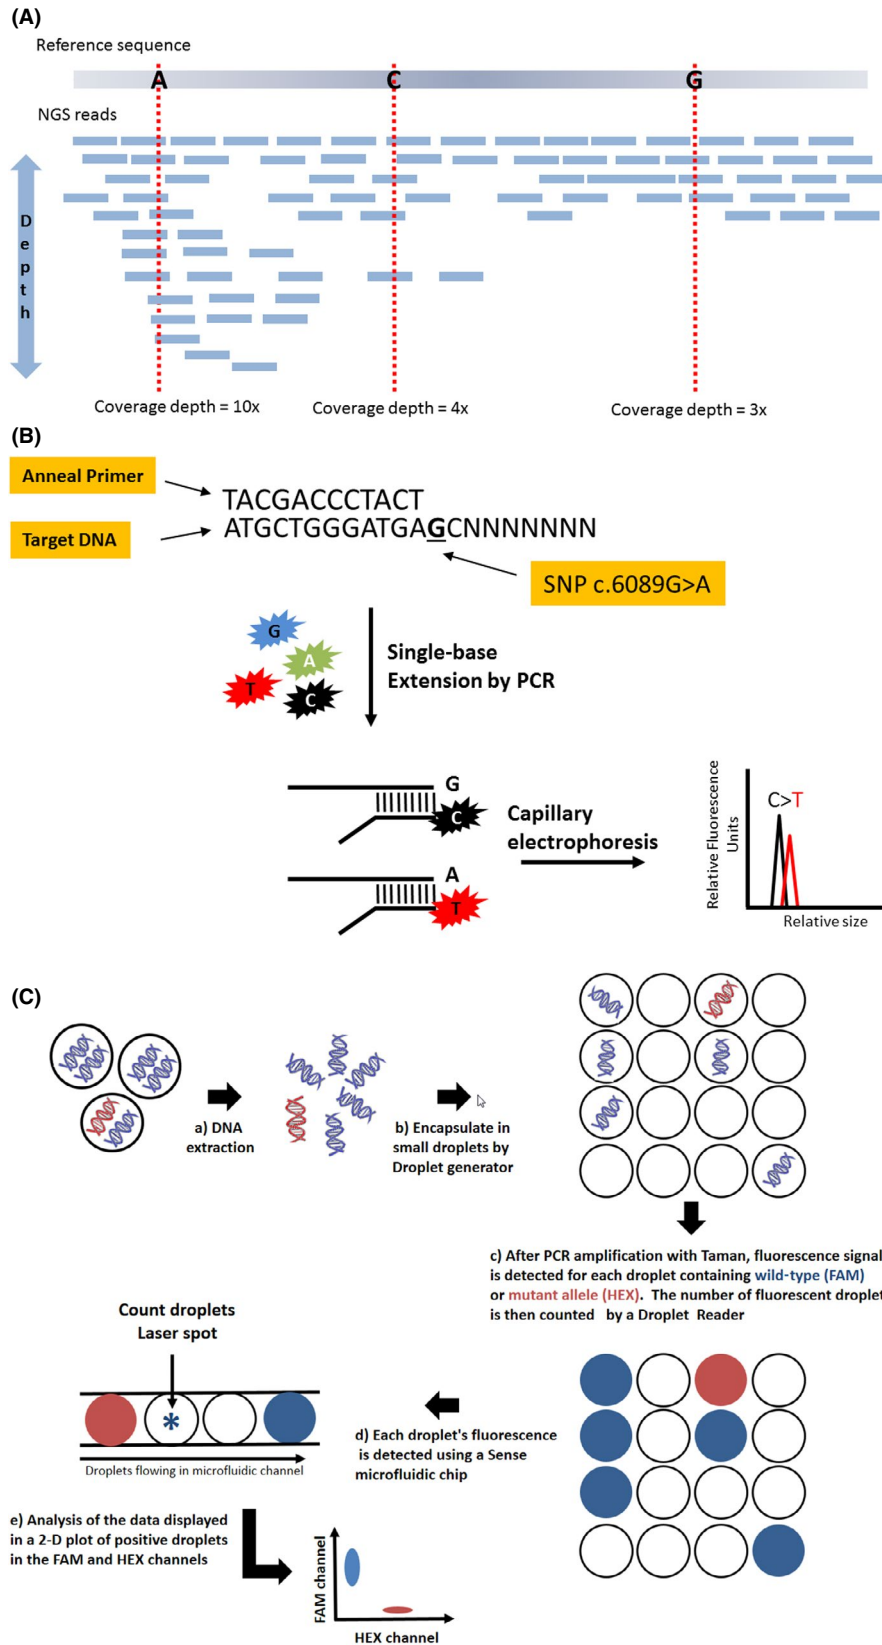 (A)
Reference sequence
A C G
NGS reads
Depth
Coverage depth = 10x
Coverage depth = 4x
Coverage depth = 3x
(B)
Anneal Primer
TACGACCCTACT
Target DNA
ATGCTGGGATGAGCNNNNNNN
SNP c.6089G>A
G
A
T
C
Single-base
Extension by PCR
G
C
A
T
Capillary
electrophoresis
Relative Fluorescence
Units
C>T
Relative size
(C)
a) DNA
extraction
b) Encapsulate in
small droplets by
Droplet generator
c) After PCR amplification with Taman, fluorescence signal
is detected for each droplet containing wild-type (FAM)
or mutant allele (HEX). The number of fluorescent droplet
is then counted by a Droplet Reader
Count droplets
Laser spot
*
Droplets flowing in microfluidic channel
d) Each droplet's fluorescence
is detected using a Sense
microfluidic chip
e) Analysis of the data displayed
in a 2-D plot of positive droplets
in the FAM and HEX channels
FAM channel
HEX channel